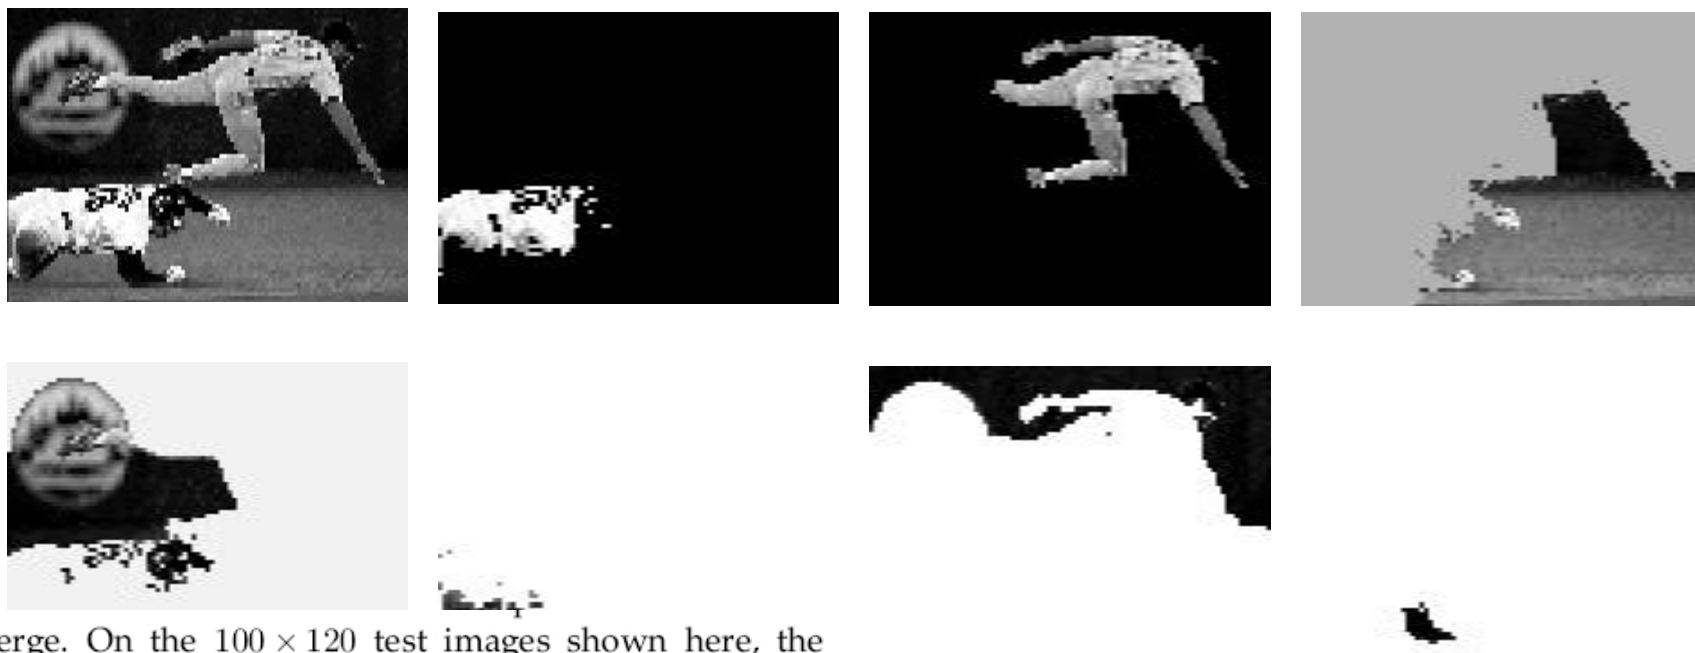 erge. On the 100 × 120 test images shown here, the